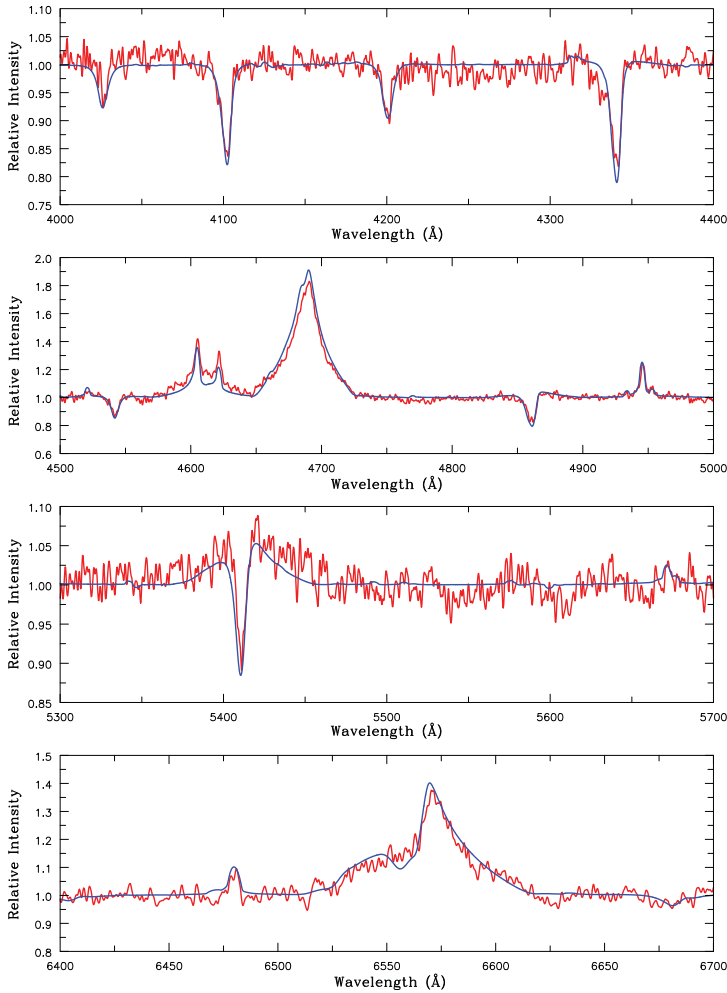 1.10
1.05
1.00
0.95
0.90
0.85
0.80
0.75
Relative Intensity
4000 4100 4200 4300 4400
Wavelength (Å)
2.0
1.8
1.6
1.4
1.2
1.0
0.8
0.6
Relative Intensity
4500 4600 4700 4800 4900 5000
Wavelength (Å)
1.10
1.05
1.00
0.95
0.90
0.85
Relative Intensity
5300 5400 5500 5600 5700
Wavelength (Å)
1.5
1.4
1.3
1.2
1.1
1.0
0.9
0.8
Relative Intensity
6400 6450 6500 6550 6600 6650 6700
Wavelength (Å)